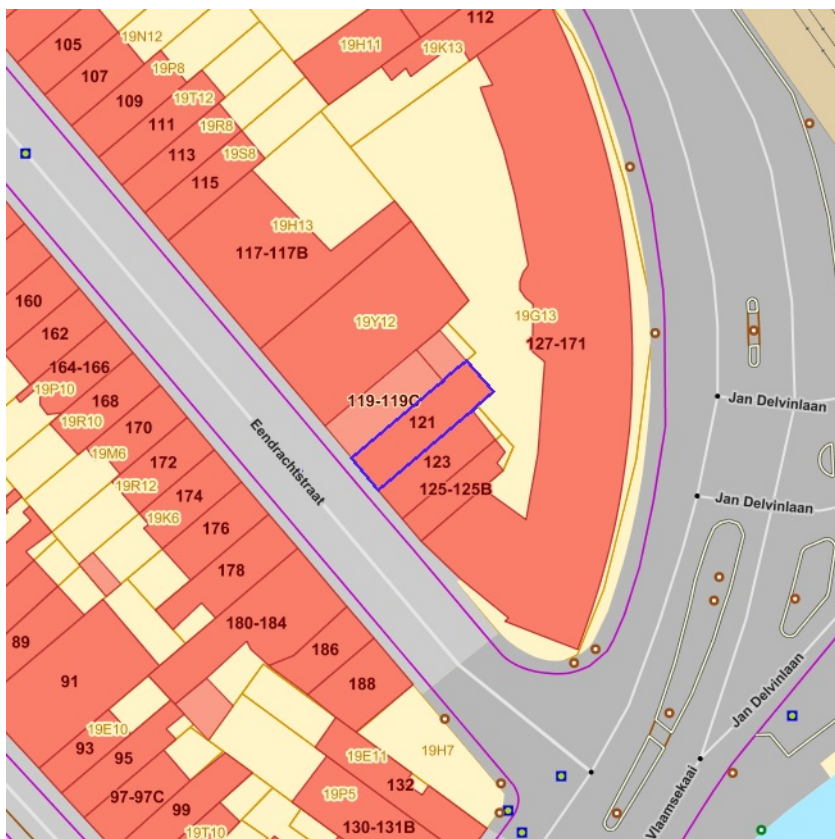 112
19N12
105
19H11
19K13
107
19P8
109
19T12
111
19R8
113
19S8
115
19H13
117-117B
160
19G13
19Y12
162
127-171
164-166
19P10
168
119-119C
Jan Delvinlaan
19R10
170
121
19M6
172
123
19R12
174
125-125B
Eendrachtstraat
Jan Delvinlaan
19K6
176
178
180-184
89
186
91
188
Jan Delvinlaan
19E10
93
95
19E11
19H7
97-97C
99
19P5
132
Vlaamsekaai
19T10
130-131B